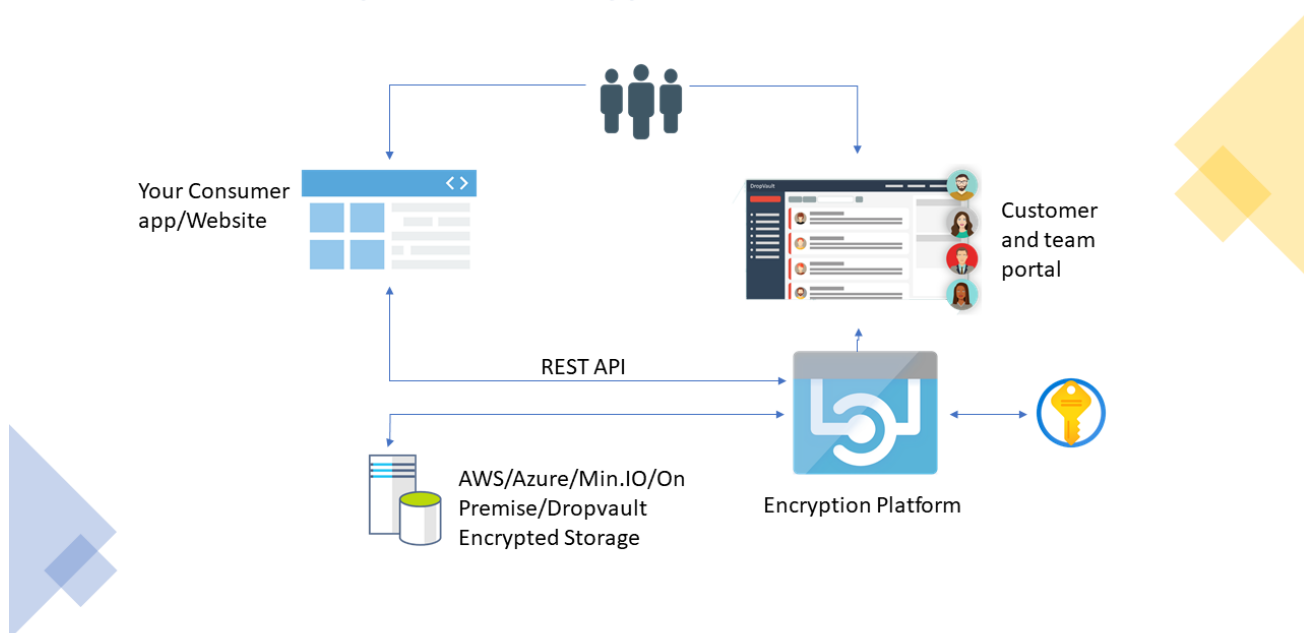 Your Consumer
app/Website
DropVault
Customer
and team
portal
REST API
AWS/Azure/Min.IO/On
Premise/Dropvault
Encrypted Storage
Encryption Platform